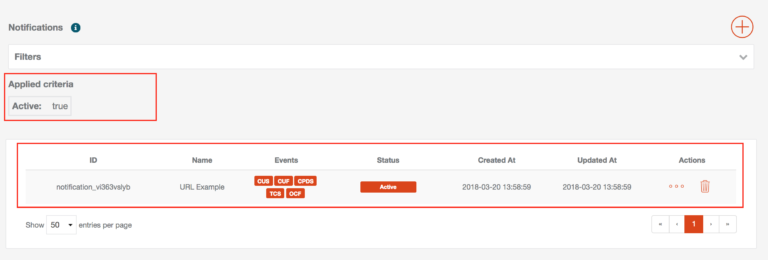 Notifications
Filters
Applied criteria
Active: true
ID Name Events Status Created At Updated At Actions
CUS CUF CPDS
notification_vl363vslyb URL Example Active 2018-03-20 13:58:59 2018-03-20 13:58:59
TCS OCF
Show 50 entries per page « ‹ 1 › »